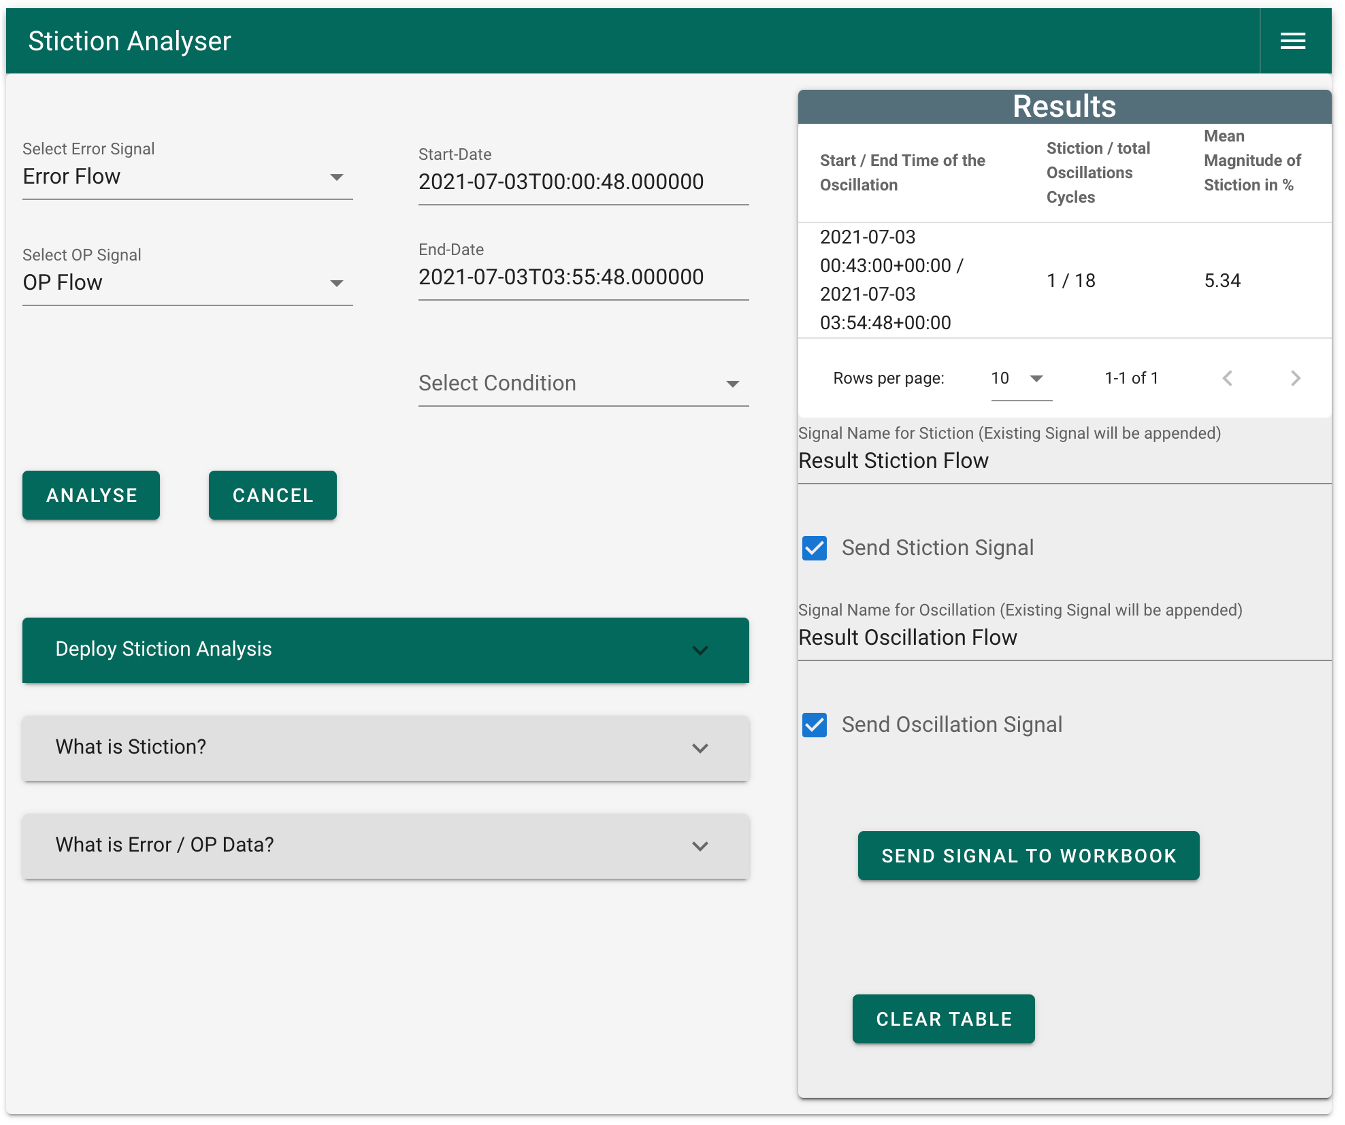 Stiction Analyser
Select Error Signal
Error Flow
Select OP Signal
OP Flow
Start-Date
2021-07-03T00:00:48.000000
End-Date
2021-07-03T03:55:48.000000
Select Condition
ANALYSE
CANCEL
Deploy Stiction Analysis
What is Stiction?
What is Error / OP Data?
Results
Start / End Time of the
Oscillation
Stiction / total
Oscillations
Cycles
Mean
Magnitude of
Stiction in %
2021-07-03
00:43:00+00:00 /
2021-07-03
03:54:48+00:00
1 / 18
5.34
Rows per page:
10
1-1 of 1
Signal Name for Stiction (Existing Signal will be appended)
Result Stiction Flow
Send Stiction Signal
Signal Name for Oscillation (Existing Signal will be appended)
Result Oscillation Flow
Send Oscillation Signal
SEND SIGNAL TO WORKBOOK
CLEAR TABLE